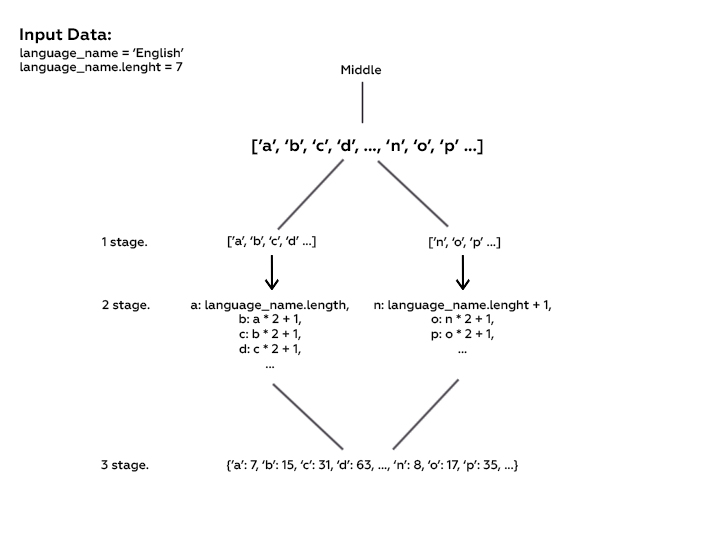 Input Data:
language_name = ‘English’
language_name.lenght = 7
Middle
[‘a’, ‘b’, ‘c’, ‘d’, ..., ‘n’, ‘o’, ‘p’ ...]
1 stage.
[‘a’, ‘b’, ‘c’, ‘d’ ...]
[‘n’, ‘o’, ‘p’ ...]
2 stage.
a: language_name.length,
b: a * 2 + 1,
c: b * 2 + 1,
d: c * 2 + 1,
...
n: language_name.lenght + 1,
o: n * 2 + 1,
p: o * 2 + 1,
...
3 stage.
{‘a’: 7, ‘b’: 15, ‘c’: 31, ‘d’: 63, ..., ‘n’: 8, ‘o’: 17, ‘p’: 35, ...}